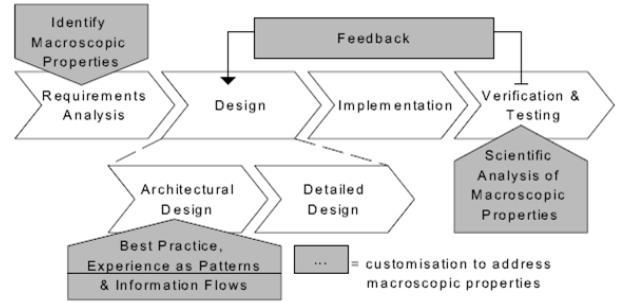 Identify
Macroscopic
Properties
Feedback
Requirements
Analysis
Design
Implementation
Verification &
Testing
Architectural
Design
Detailed
Design
Scientific
Analysis of
Macroscopic
Properties
Best Practice,
Experience as Patterns
& Information Flows
... = customisation to address
macroscopic properties